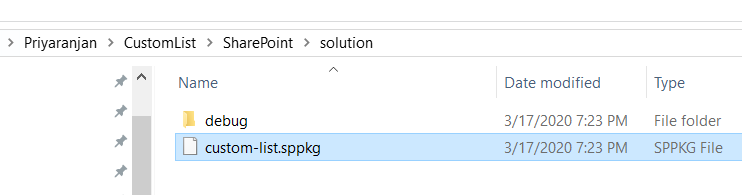 > Priyaranjan > CustomList > SharePoint > solution
Name Date modified Type
debug 3/17/2020 7:23 PM File folder
custom-list.sppkg 3/17/2020 7:23 PM SPPKG File